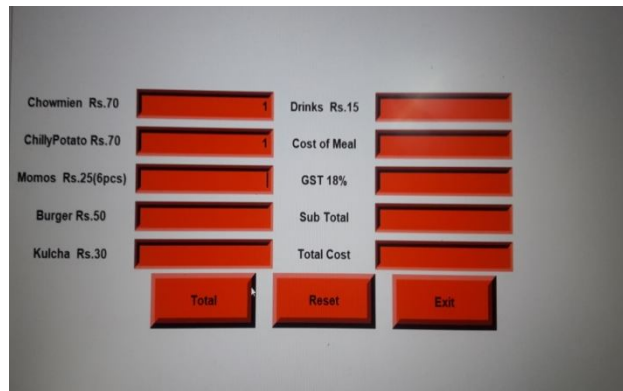 Chowmien Rs.70 1 Drinks Rs.15
ChillyPotato Rs.70 1 Cost of Meal
Momos Rs.25(6pcs) GST 18%
Burger Rs.50 Sub Total
Kulcha Rs.30 Total Cost
Total Reset Exit